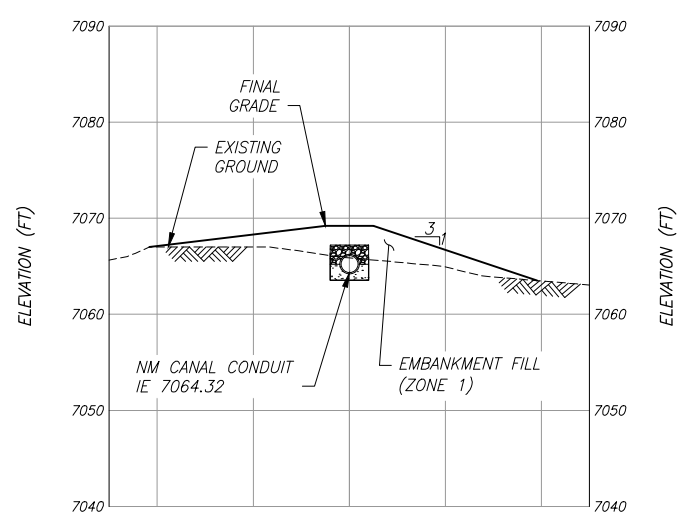 7090
7090
FINAL
GRADE
7080
7080
EXISTING
GROUND
7070
7070
3
1
ELEVATION (FT)
ELEVATION (FT)
7060
7060
NM CANAL CONDUIT
IE 7064.32
EMBANKMENT FILL
(ZONE 1)
7050
7050
7040
7040